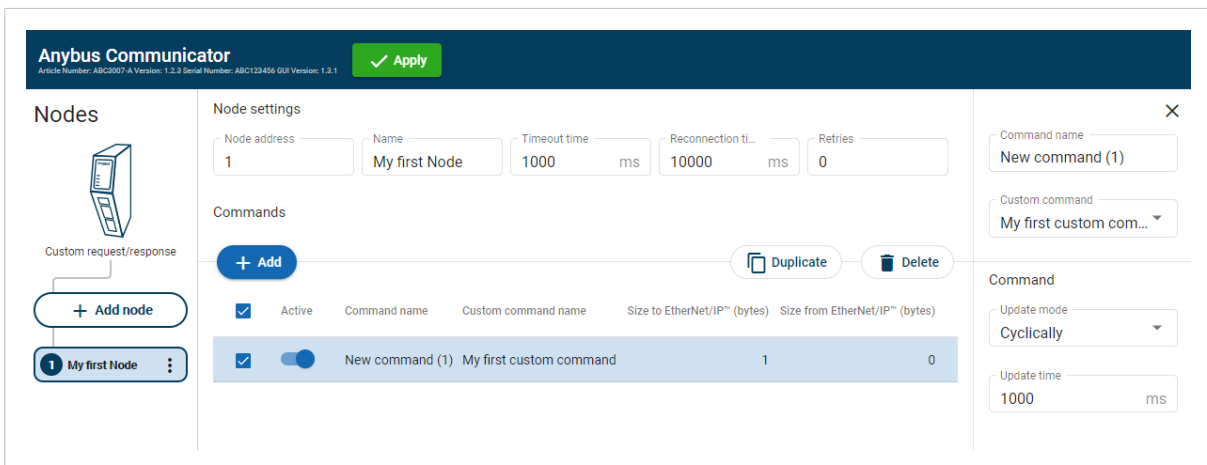 Anybus Communicator
Article Number: ABC3007-A Version: 1.2.3 Serial Number: ABC123456 GUI Version: 1.3.1
Apply
Nodes
Custom request/response
+ Add node
1 My first Node
Node settings
Node address
1
Name
My first Node
Timeout time
1000 ms
Reconnection ti...
10000 ms
Retries
0
Commands
+ Add
Duplicate
Delete
Active Command name Custom command name Size to EtherNet/IP™ (bytes) Size from EtherNet/IP™ (bytes)
New command (1) My first custom command 1 0
Command name
New command (1)
Custom command
My first custom com...
Command
Update mode
Cyclically
Update time
1000 ms